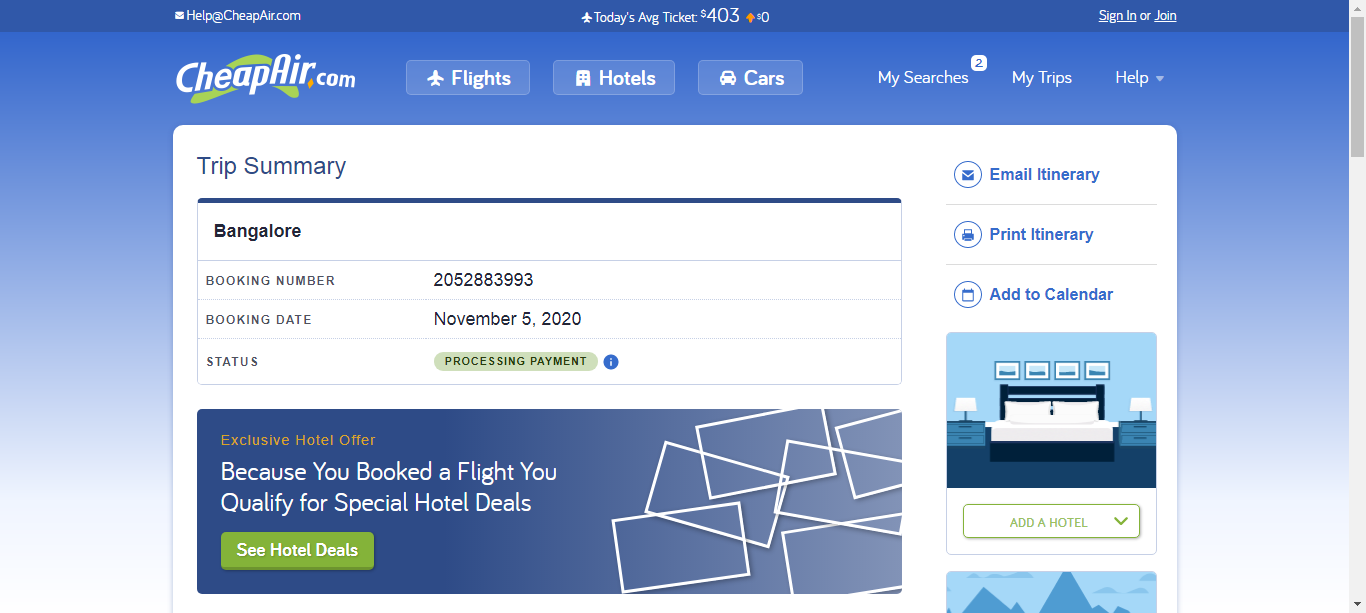 Help@CheapAir.com
Today's Avg Ticket: $403 $0
Sign In or Join
CheapAir.com
Flights
Hotels
Cars
My Searches 2
My Trips
Help
Trip Summary
Bangalore
BOOKING NUMBER 2052883993
BOOKING DATE November 5, 2020
STATUS PROCESSING PAYMENT i
Exclusive Hotel Offer
Because You Booked a Flight You
Qualify for Special Hotel Deals
See Hotel Deals
Email Itinerary
Print Itinerary
Add to Calendar
ADD A HOTEL